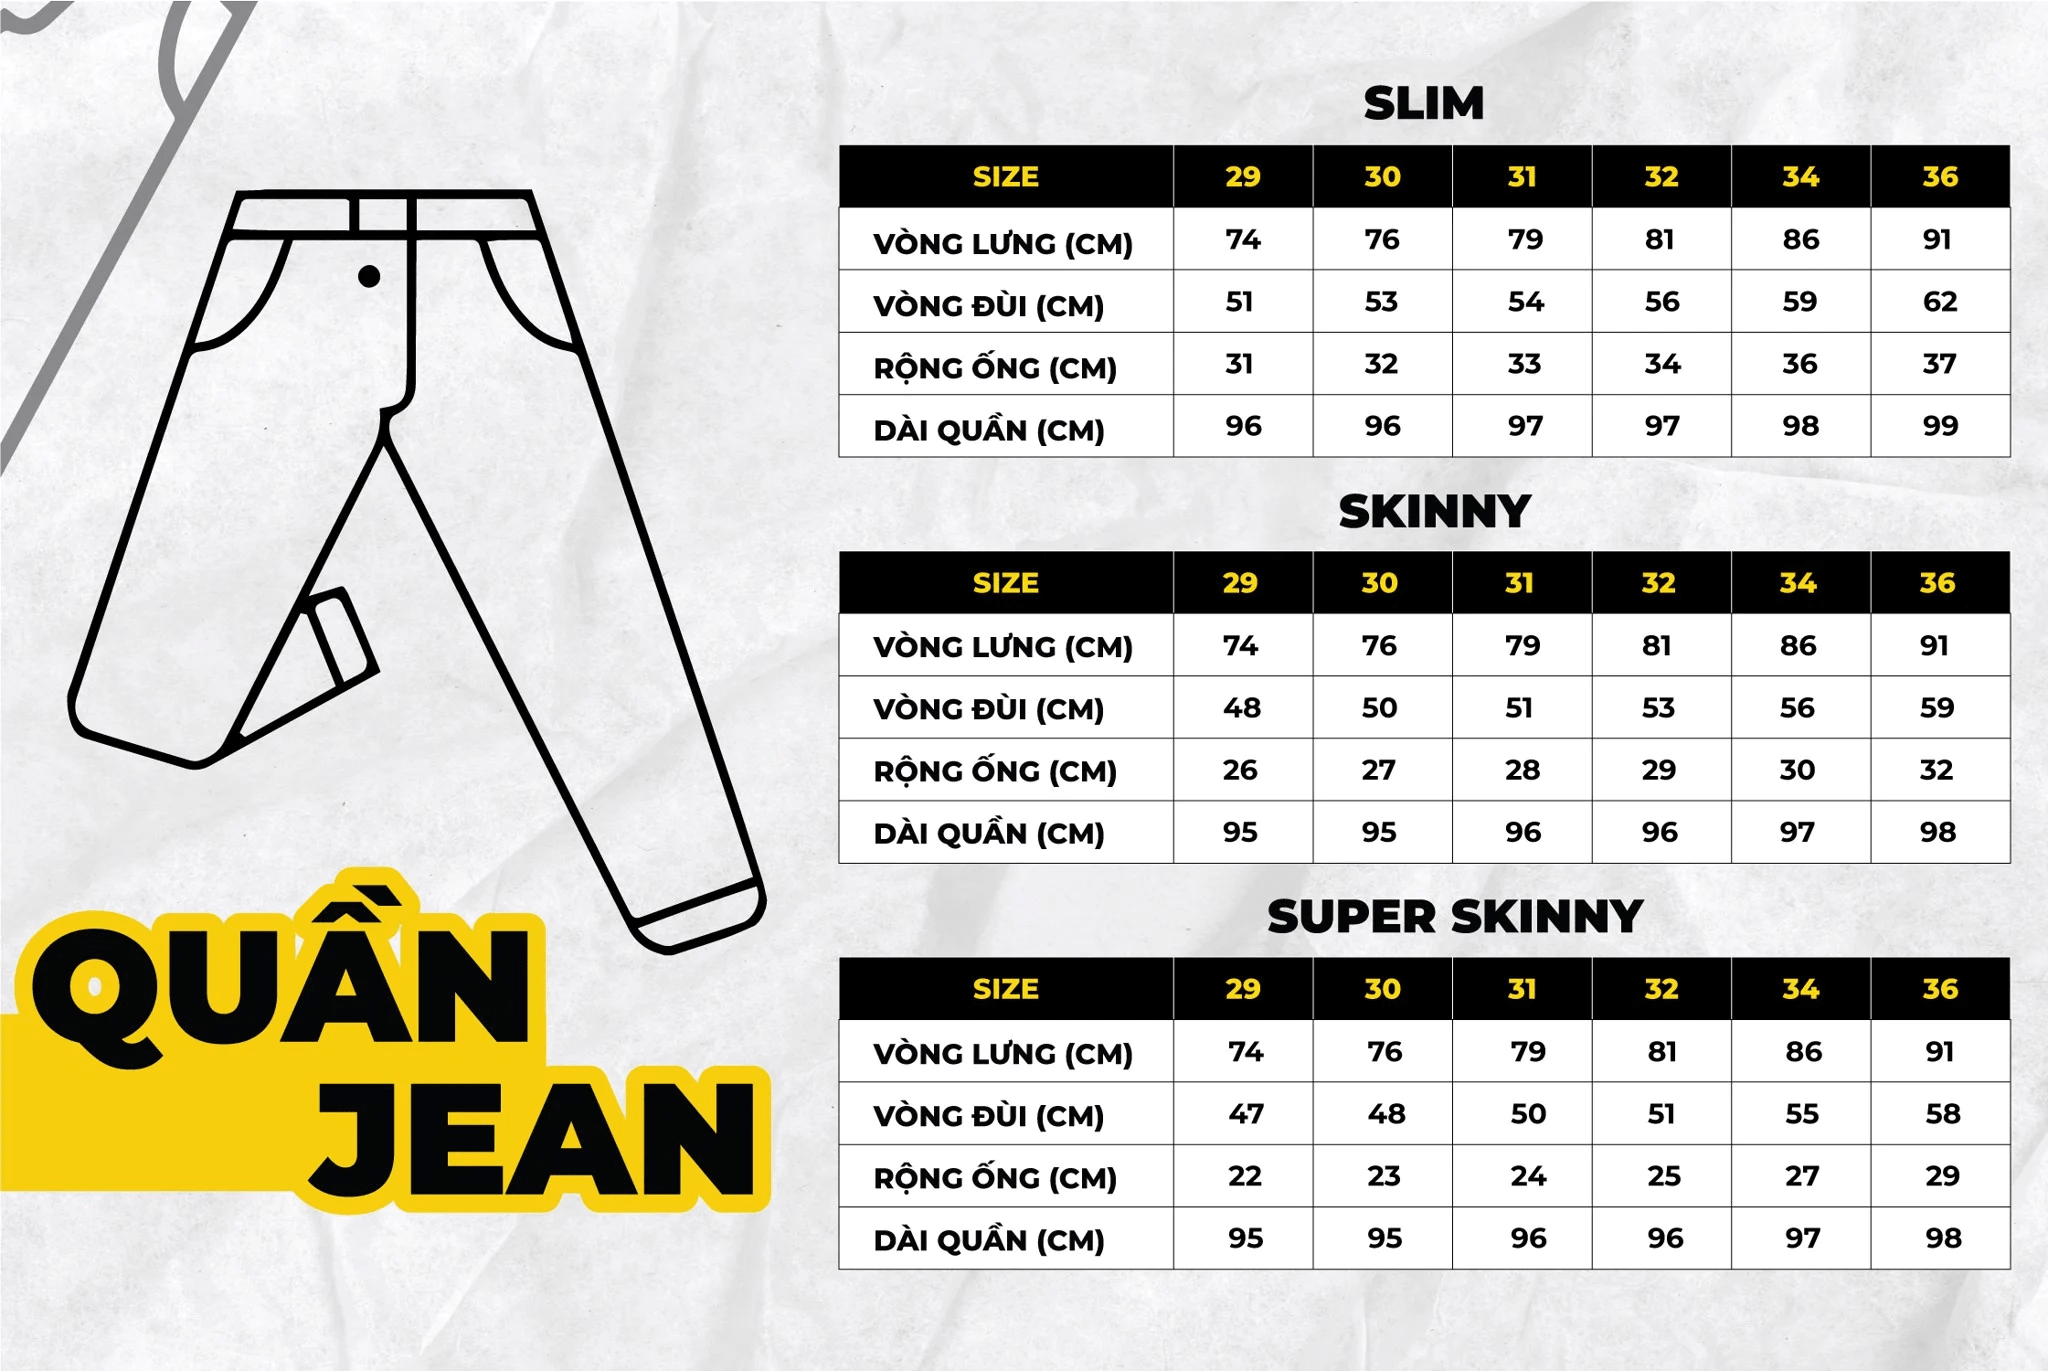 SLIM
SIZE 29 30 31 32 34 36
VÒNG LƯNG (CM) 74 76 79 81 86 91
VÒNG ĐÙI (CM) 51 53 54 56 59 62
RỘNG ỐNG (CM) 31 32 33 34 36 37
DÀI QUẦN (CM) 96 96 97 97 98 99
SKINNY
SIZE 29 30 31 32 34 36
VÒNG LƯNG (CM) 74 76 79 81 86 91
VÒNG ĐÙI (CM) 48 50 51 53 56 59
RỘNG ỐNG (CM) 26 27 28 29 30 32
DÀI QUẦN (CM) 95 95 96 96 97 98
SUPER SKINNY
SIZE 29 30 31 32 34 36
VÒNG LƯNG (CM) 74 76 79 81 86 91
VÒNG ĐÙI (CM) 47 48 50 51 55 58
RỘNG ỐNG (CM) 22 23 24 25 27 29
DÀI QUẦN (CM) 95 95 96 96 97 98
QUẦN
JEAN